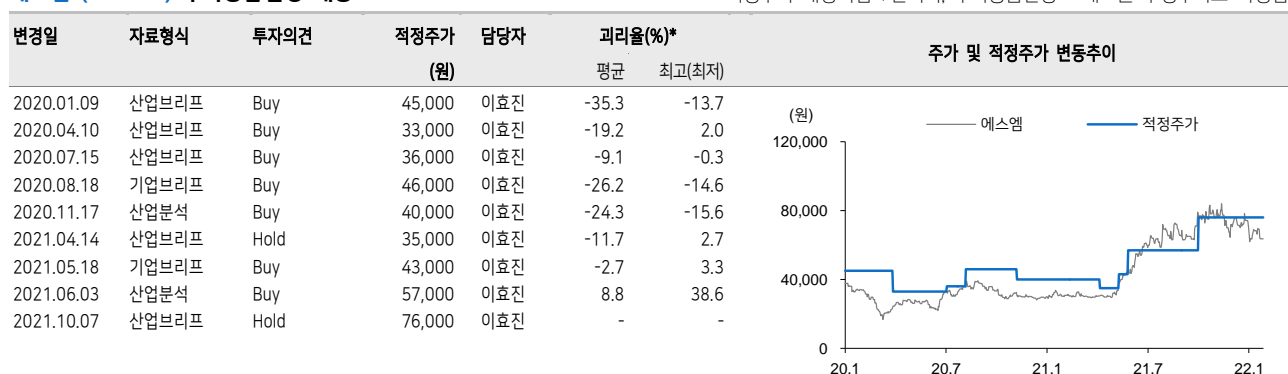 변경일 자료형식 투자의견 적정주가 담당자 괴리율(%)* 주가 및 적정주가 변동추이
(원) 평균 최고(최저)
2020.01.09 산업브리프 Buy 45,000 이효진 -35.3 -13.7
2020.04.10 산업브리프 Buy 33,000 이효진 -19.2 2.0
2020.07.15 산업브리프 Buy 36,000 이효진 -9.1 -0.3
2020.08.18 기업브리프 Buy 46,000 이효진 -26.2 -14.6
2020.11.17 산업분석 Buy 40,000 이효진 -24.3 -15.6
2021.04.14 산업브리프 Hold 35,000 이효진 -11.7 2.7
2021.05.18 기업브리프 Buy 43,000 이효진 -2.7 3.3
2021.06.03 산업분석 Buy 57,000 이효진 8.8 38.6
2021.10.07 산업브리프 Hold 76,000 이효진 - -
(원)
에스엠 적정주가
120,000
80,000
40,000
0
20.1 20.7 21.1 21.7 22.1